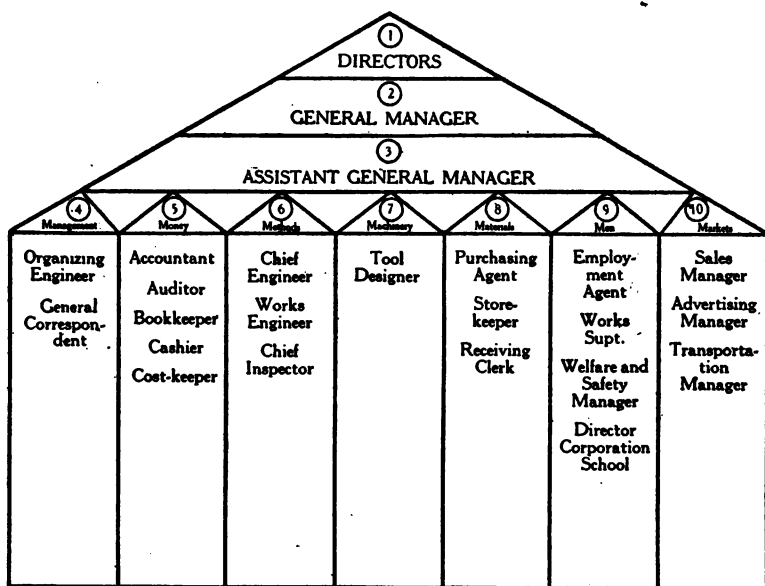 1
DIRECTORS
2
GENERAL MANAGER
3
ASSISTANT GENERAL MANAGER
4
Management
Organizing
Engineer
General
Correspon-
dent
5
Money
Accountant
Auditor
Bookkeeper
Cashier
Cost-keeper
6
Methods
Chief
Engineer
Works
Engineer
Chief
Inspector
7
Machinery
Tool
Designer
8
Materials
Purchasing
Agent
Store-
keeper
Receiving
Clerk
9
Men
Employ-
ment
Agent
Works
Supt.
Welfare and
Safety
Manager
Director
Corporation
School
10
Markets
Sales
Manager
Advertising
Manager
Transporta-
tion
Manager